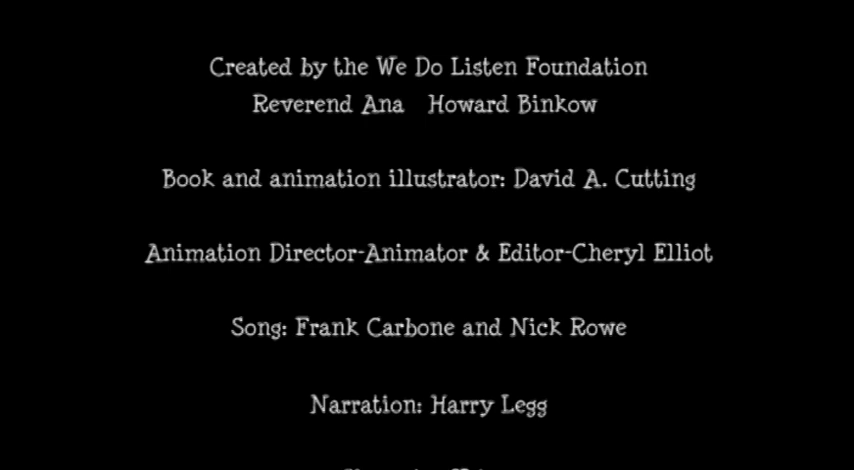 Created by the We Do Listen Foundation
Reverend Ana Howard Binkow
Book and animation illustrator: David A. Cutting
Animation Director-Animator & Editor-Cheryl Elliot
Song: Frank Carbone and Nick Rowe
Narration: Harry Legg